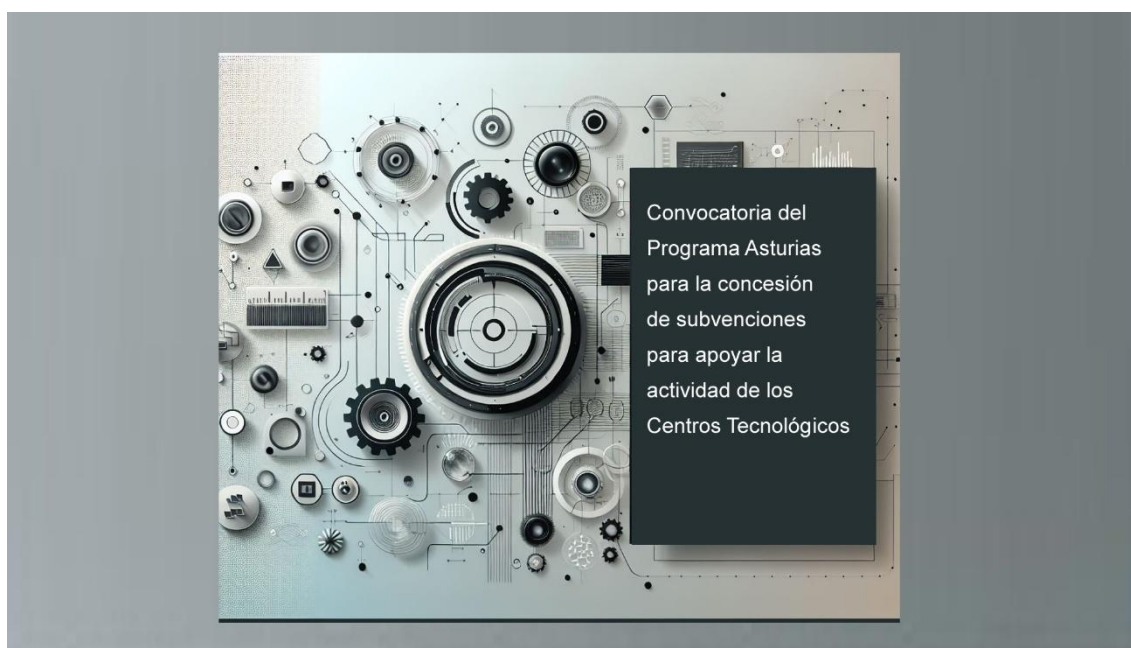 Convocatoria del
Programa Asturias
para la concesión
de subvenciones
para apoyar la
actividad de los
Centros Tecnológicos